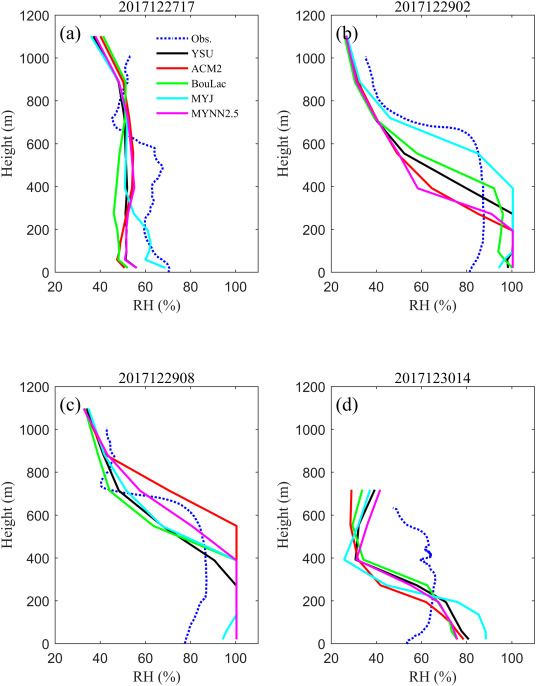 2017122717
(a)
Obs.
YSU
ACM2
BouLac
MYJ
MYNN2.5
1200
1000
800
600
400
200
0
Height (m)
20 40 60 80 100
RH (%)
2017122902
(b)
1200
1000
800
600
400
200
0
Height (m)
20 40 60 80 100
RH (%)
2017122908
(c)
1200
1000
800
600
400
200
0
Height (m)
20 40 60 80 100
RH (%)
2017123014
(d)
1200
1000
800
600
400
200
0
Height (m)
20 40 60 80 100
RH (%)